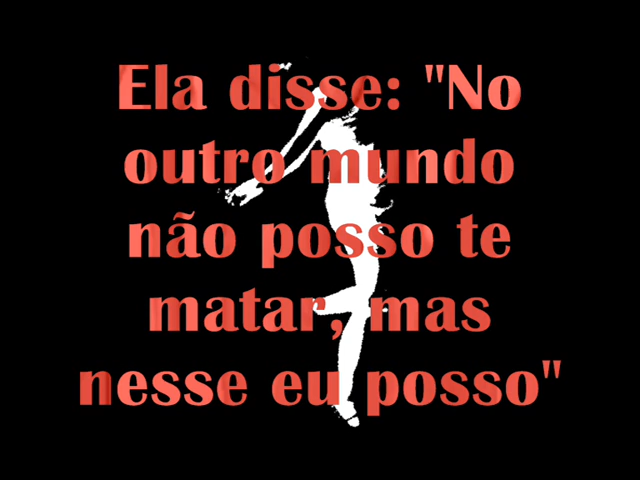 Ela disse: "No
outro mundo
não posso te
matar, mas
nesse eu posso"